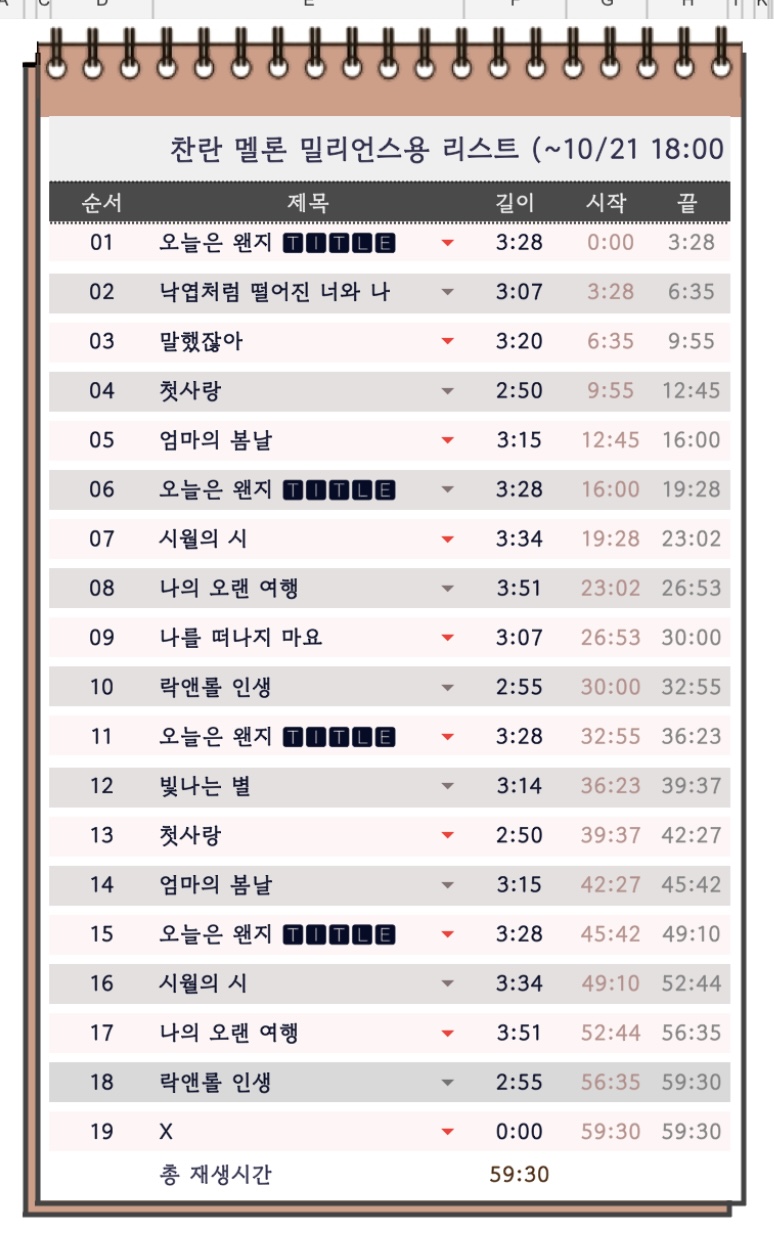 D E F G H I K
찬란 멜론 밀리언스용 리스트 (~10/21 18:00
순서 제목 길이 시작 끝
01 오늘은 왠지 TITLE 3:28 0:00 3:28
02 낙엽처럼 떨어진 너와 나 3:07 3:28 6:35
03 말했잖아 3:20 6:35 9:55
04 첫사랑 2:50 9:55 12:45
05 엄마의 봄날 3:15 12:45 16:00
06 오늘은 왠지 TITLE 3:28 16:00 19:28
07 시월의 시 3:34 19:28 23:02
08 나의 오랜 여행 3:51 23:02 26:53
09 나를 떠나지 마요 3:07 26:53 30:00
10 락앤롤 인생 2:55 30:00 32:55
11 오늘은 왠지 TITLE 3:28 32:55 36:23
12 빛나는 별 3:14 36:23 39:37
13 첫사랑 2:50 39:37 42:27
14 엄마의 봄날 3:15 42:27 45:42
15 오늘은 왠지 TITLE 3:28 45:42 49:10
16 시월의 시 3:34 49:10 52:44
17 나의 오랜 여행 3:51 52:44 56:35
18 락앤롤 인생 2:55 56:35 59:30
19 X 0:00 59:30 59:30
총 재생시간 59:30